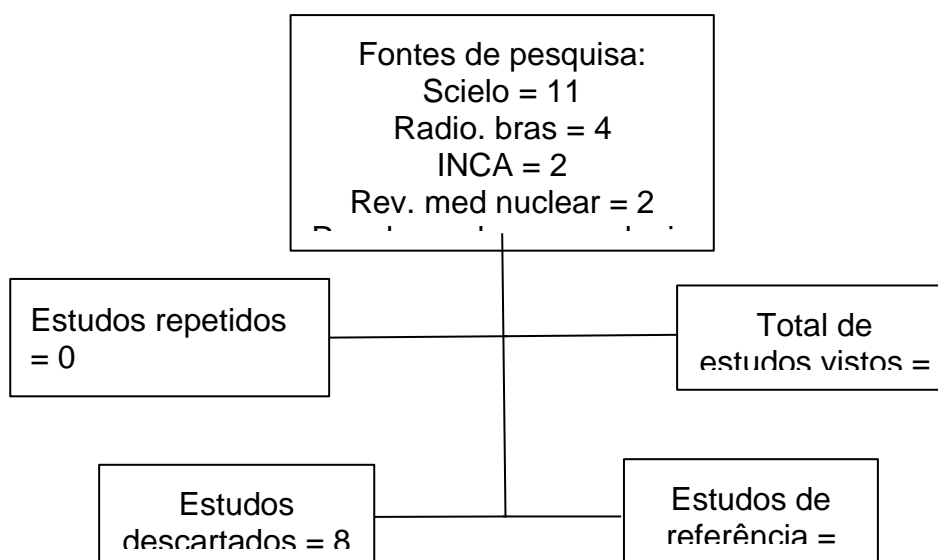 Fontes de pesquisa:
Scielo = 11
Radio. bras = 4
INCA = 2
Rev. med nuclear = 2
Estudos repetidos
= 0
Total de
estudos vistos =
Estudos
descartados = 8
Estudos de
referência =